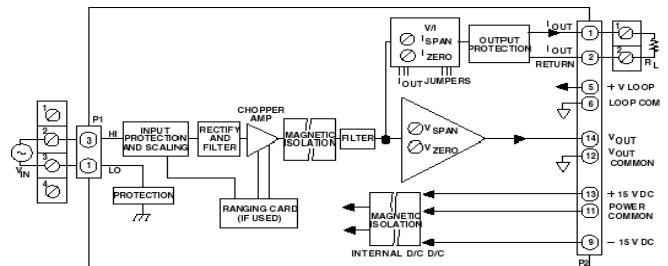 V/I
I SPAN
I ZERO
I OUT JUMPERS
OUTPUT
PROTECTION
I OUT
I OUT
RETURN
1
2
1
2
R L
5
+ V LOOP
6
LOOP COM
P1
1
2
3
4
V IN
3
1
HI
LO
INPUT
PROTECTION
AND SCALING
RECTIFY
AND
FILTER
CHOPPER
AMP
MAGNETIC
ISOLATION
FILTER
V SPAN
V ZERO
14
V OUT
12
V OUT
COMMON
PROTECTION
RANGING CARD
(IF USED)
MAGNETIC
ISOLATION
INTERNAL D/C D/C
13
+ 15 V DC
11
POWER
COMMON
9
− 15 V DC
P2